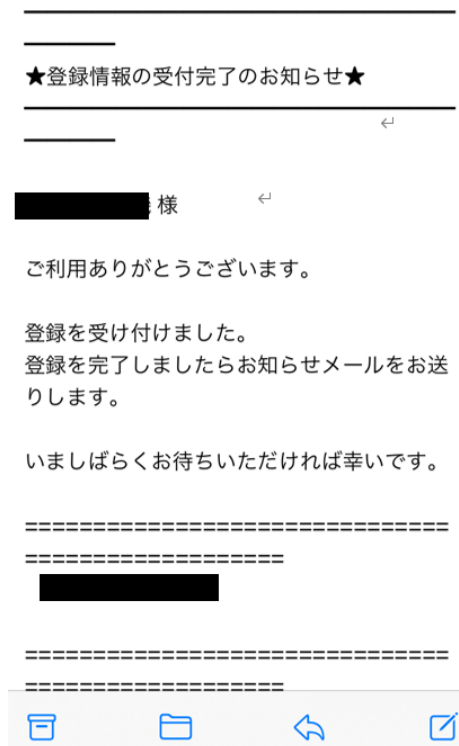 ★登録情報の受付完了のお知らせ★
様
ご利用ありがとうございます。
登録を受け付けました。
登録を完了しましたらお知らせメールをお送
りします。
いましばらくお待ちいただければ幸いです。
===============================
===================
===============================
===================